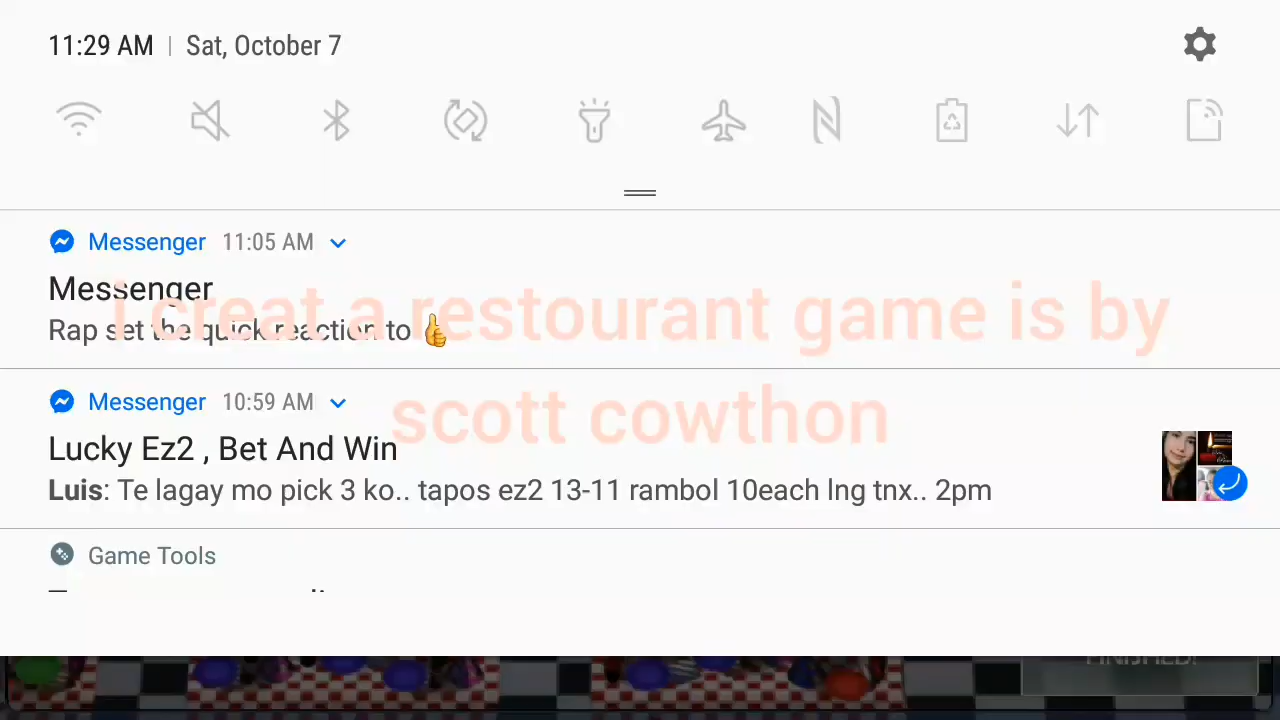 11:29 AM | Sat, October 7
Messenger 11:05 AM
Messenger
Rap set the quick reaction to 👍
i creat a restourant game is by
scott cowthon
Messenger 10:59 AM
Lucky Ez2 , Bet And Win
Luis: Te lagay mo pick 3 ko.. tapos ez2 13-11 rambol 10each lng tnx.. 2pm
Game Tools
FINISHED!